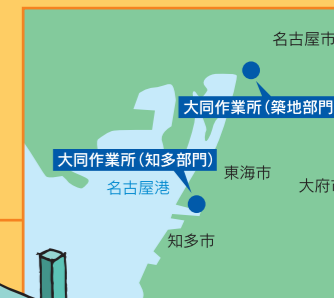 名古屋市
大同作業所(築地部門
大同作業所(知多部門)
東海市
名古屋港
大府
知多市